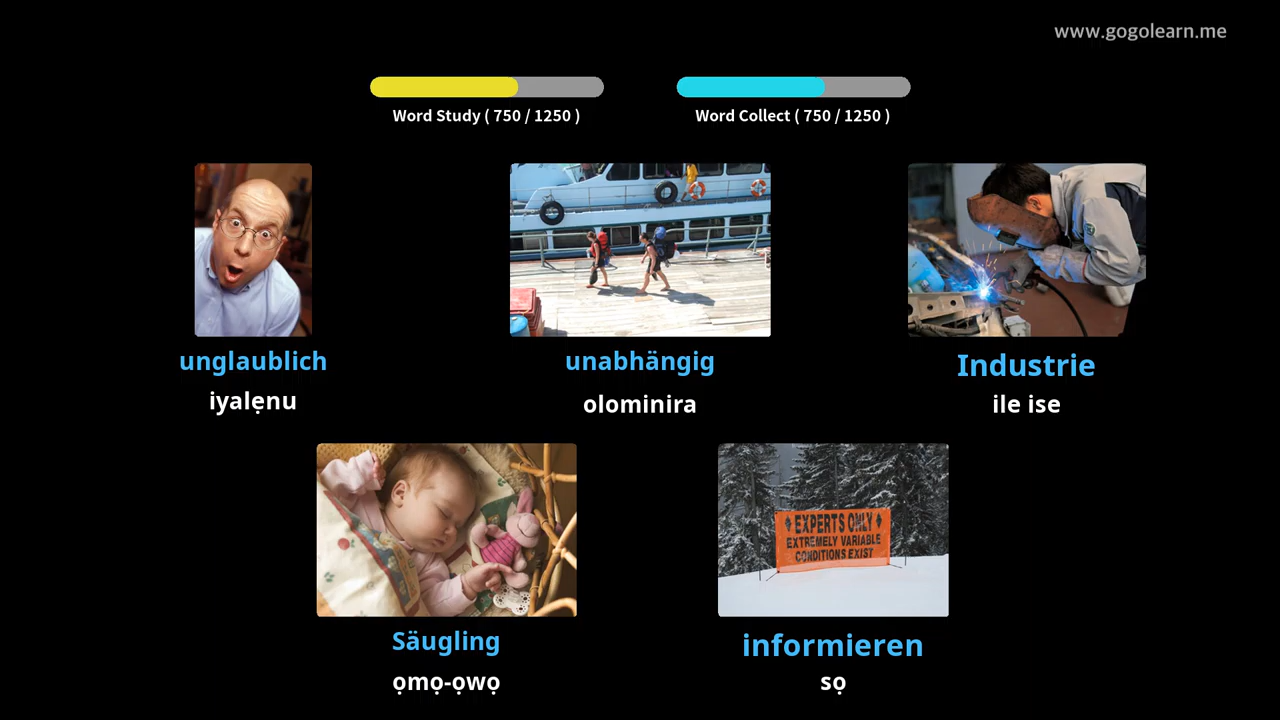 www.gogolearn.me
Word Study ( 750 / 1250 )
Word Collect ( 750 / 1250 )
unglaublich
iyalẹnu
unabhängig
olominira
Industrie
ile ise
EXPERTS ONLY
EXTREMELY VARIABLE
CONDITIONS EXIST
Säugling
ọmọ-ọwọ
informieren
sọ